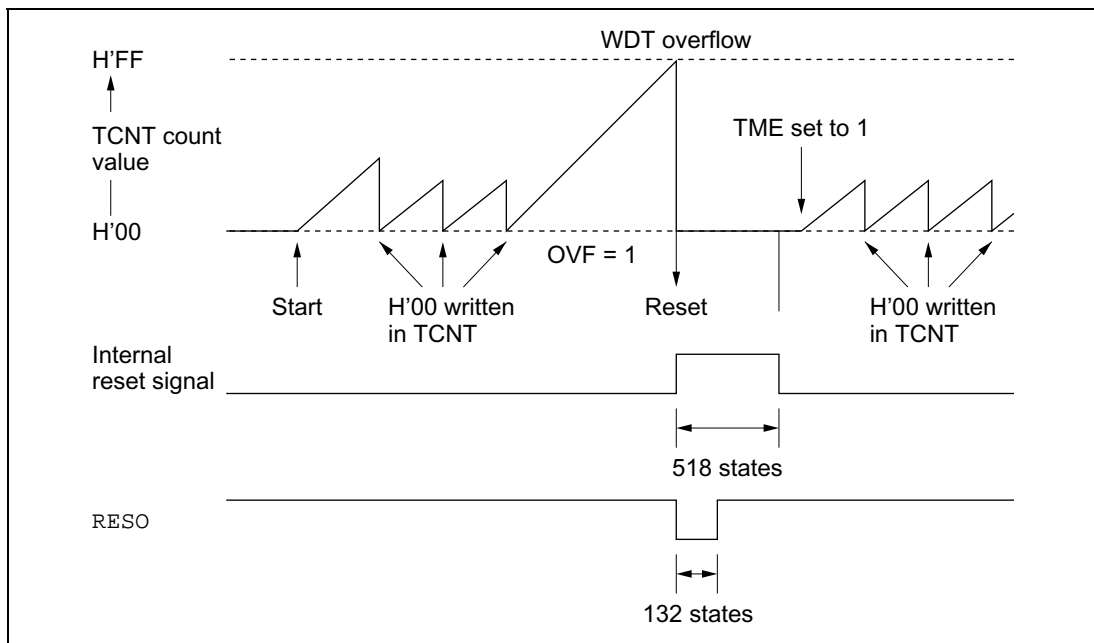 WDT overflow
H'FF
TME set to 1
TCNT count
value
H'00
OVF = 1
Start
H'00 written
in TCNT
Reset
H'00 written
in TCNT
Internal
reset signal
518 states
RESO
132 states